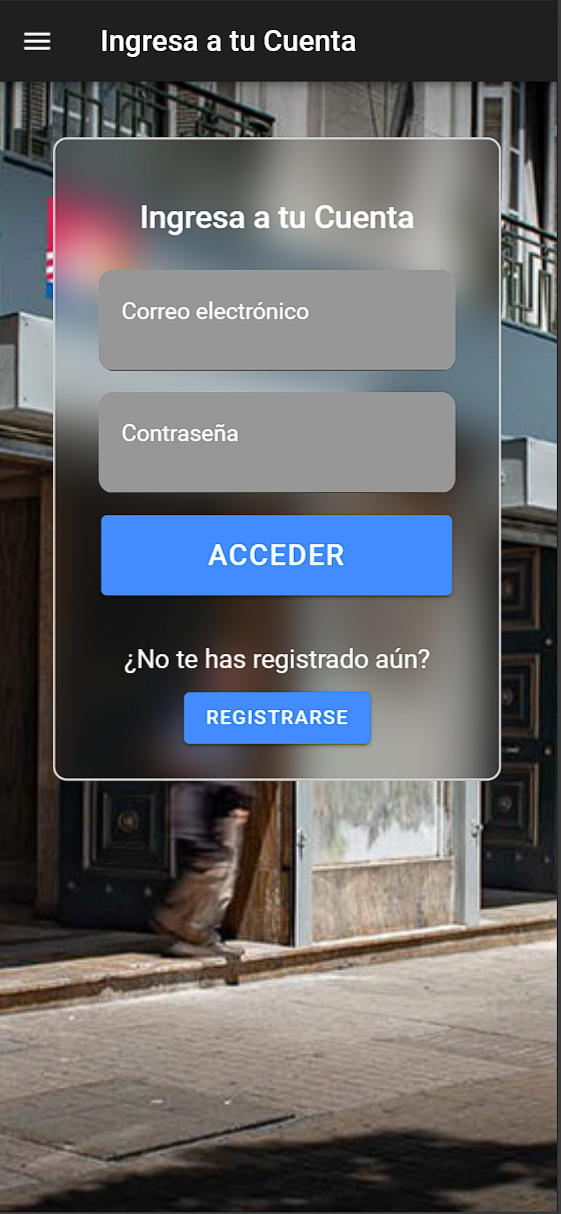 Ingresa a tu Cuenta
Ingresa a tu Cuenta
Correo electrónico
Contraseña
ACCEDER
¿No te has registrado aún?
REGISTRARSE